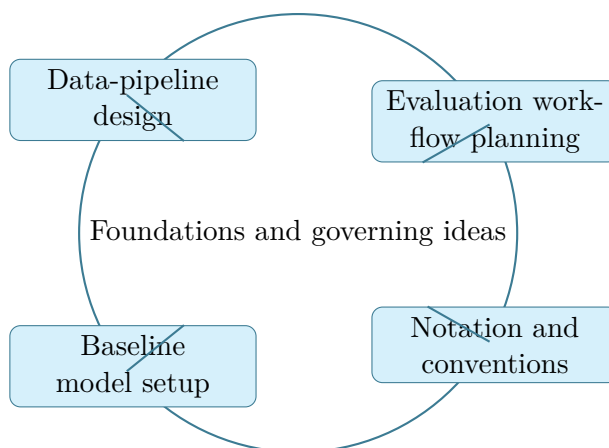 Data-pipeline
design
Evaluation work-
flow planning
Foundations and governing ideas
Baseline
model setup
Notation and
conventions